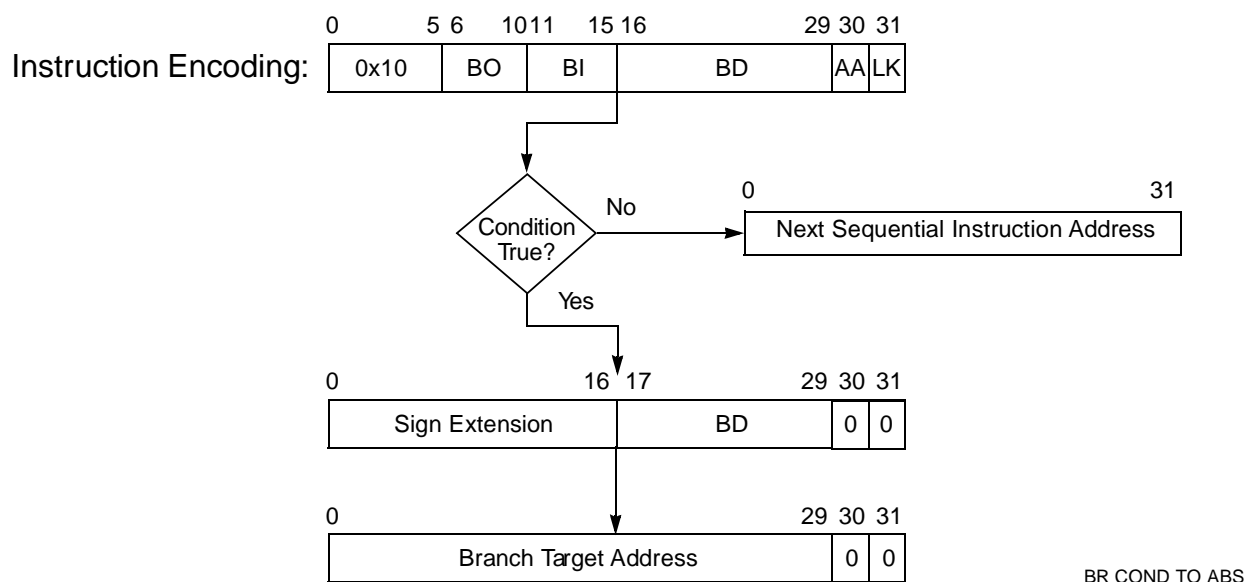 0 5 6 10 11 15 16 29 30 31
Instruction Encoding: 0x10 BO BI BD AA LK
0 31
No
Condition
True?
Next Sequential Instruction Address
Yes
0 16 17 29 30 31
Sign Extension BD 0 0
0 29 30 31
Branch Target Address 0 0
BR COND TO ABS